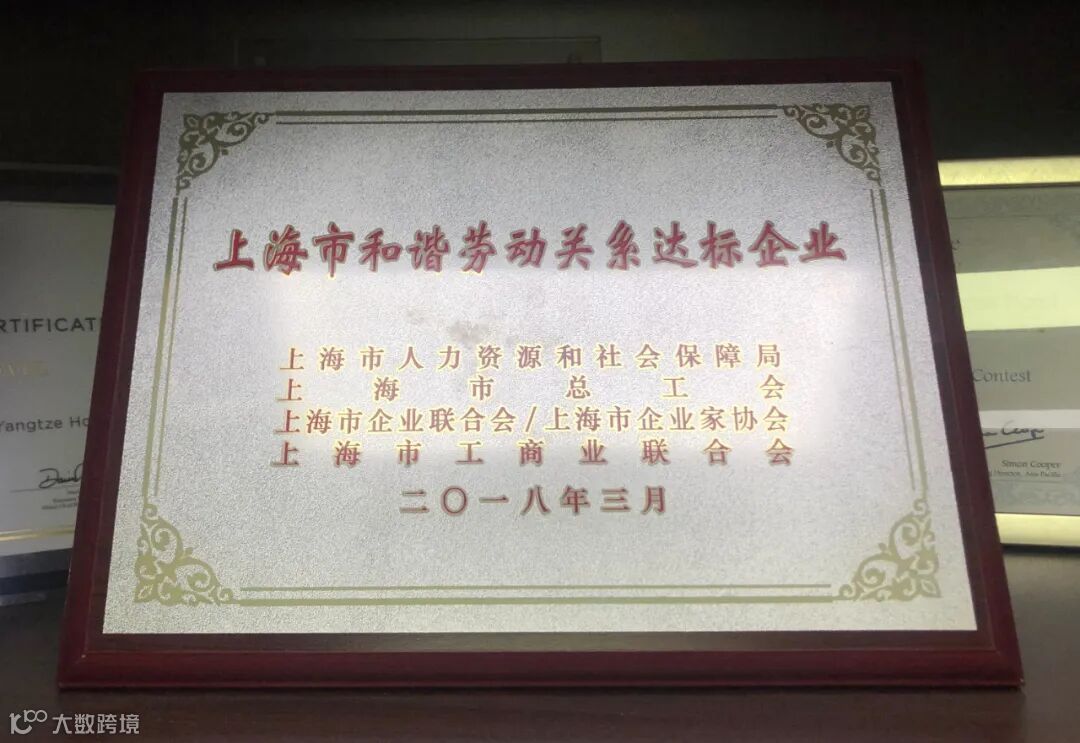 上海市和谐劳动关系达标企业
上海市人力资源和社会保障局
上海市总工会
上海市企业联合会/上海市企业家协会
上海市工商业联合会
二〇一八年三月
RTIFICAT
Yangtze Ho
Contest
Simon Cooper
大数跨境